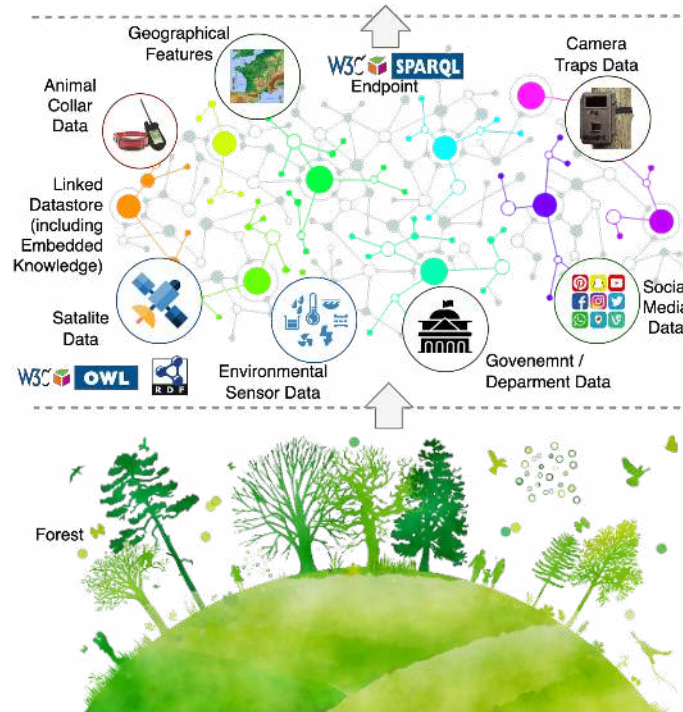 Geographical
Features
W3C SPARQL
Endpoint
Camera
Traps Data
Animal
Collar
Data
Linked
Datastore
(including
Embedded
Knowledge)
Satalite
Data
Environmental
Sensor Data
Govenemnt /
Deparment Data
Social
Media
Data
W3C OWL
RDF
Forest